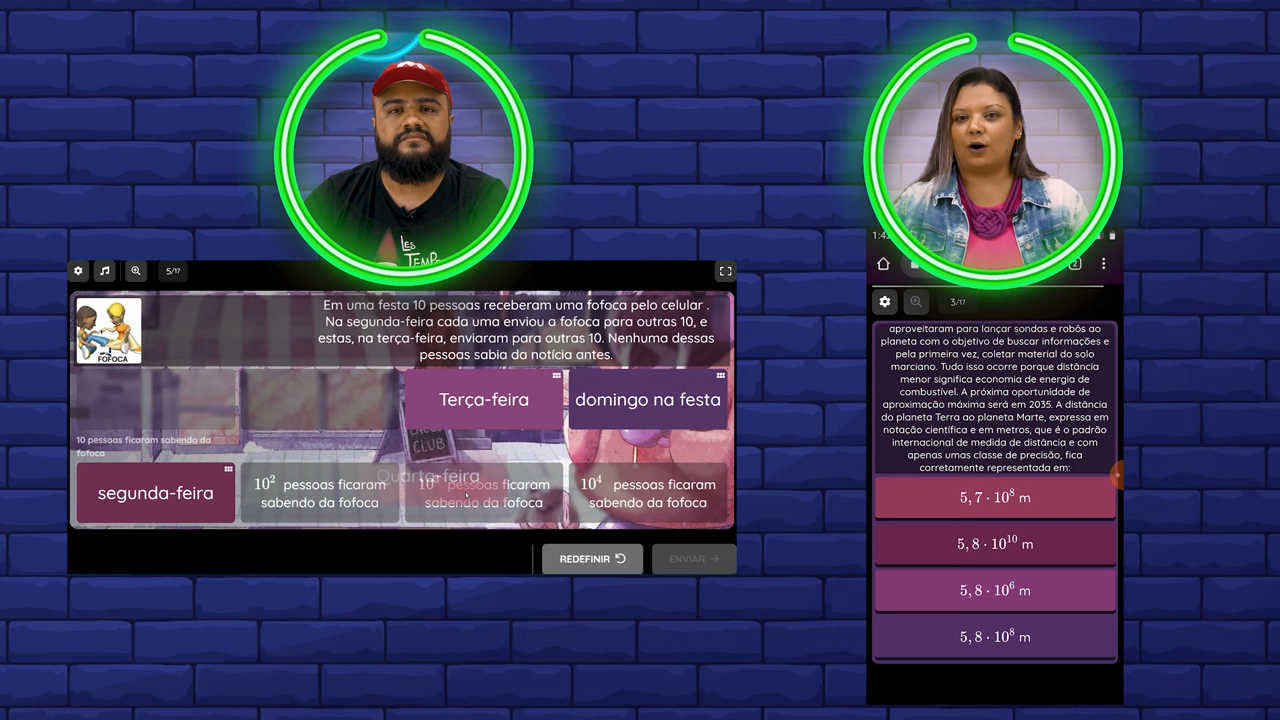 M
LES
TEMP
5/17
FOFOCA
Em uma festa 10 pessoas receberam uma fofoca pelo celular .
Na segunda-feira cada uma enviou a fofoca para outras 10, e
estas, na terça-feira, enviaram para outras 10. Nenhuma dessas
pessoas sabia da notícia antes.
Terça-feira
domingo na festa
CLUB
10 pessoas ficaram sabendo da
fofoca
Quarta-feira
segunda-feira
10² pessoas ficaram
sabendo da fofoca
pessoas ficaram
sabendo da fofoca
10⁴ pessoas ficaram
sabendo da fofoca
REDEFINIR
ENVIAR
2
3/17
aproveitaram para lançar sondas e robôs ao
planeta com o objetivo de buscar informações e
pela primeira vez, coletar material do solo
marciano. Tudo isso ocorre porque distância
menor significa economia de energia de
combustível. A próxima oportunidade de
aproximação máxima será em 2035. A distância
do planeta Terra ao planeta Marte, expressa em
notação científica e em metros, que é o padrão
internacional de medida de distância e com
apenas umas classe de precisão, fica
corretamente representada em:
5, 7 · 10⁸ m
5, 8 · 10¹⁰ m
5, 8 · 10⁶ m
5, 8 · 10⁸ m